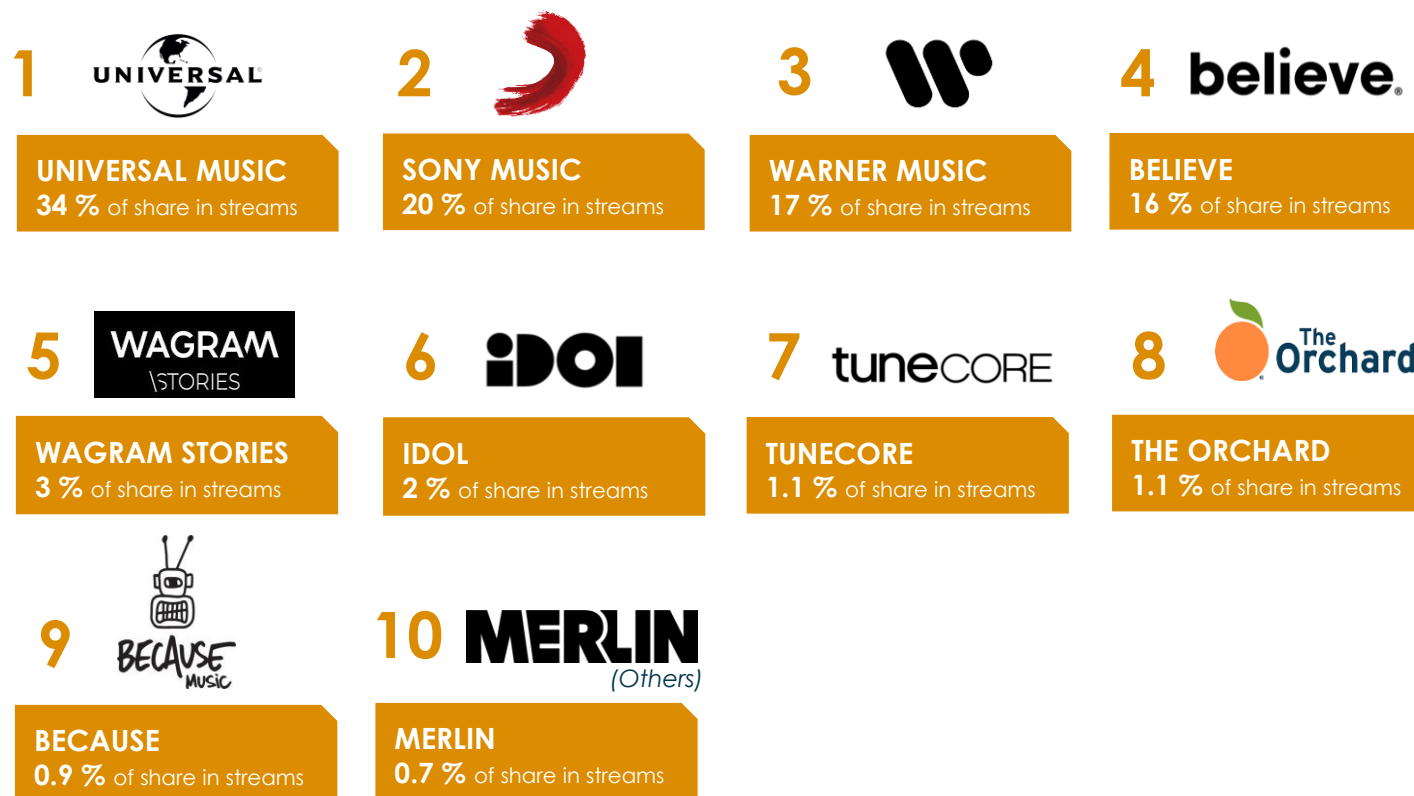 1
UNIVERSAL
UNIVERSAL MUSIC
34 % of share in streams
2
SONY MUSIC
20 % of share in streams
3
WARNER MUSIC
17 % of share in streams
4
believe®
BELIEVE
16 % of share in streams
5
WAGRAM
\STORIES
WAGRAM STORIES
3 % of share in streams
6
iDOl
IDOL
2 % of share in streams
7
tuneCORE
TUNECORE
1.1 % of share in streams
8
The
Orchard
THE ORCHARD
1.1 % of share in streams
9
BECAUSE
MUSIC
BECAUSE
0.9 % of share in streams
10
MERLIN
(Others)
MERLIN
0.7 % of share in streams